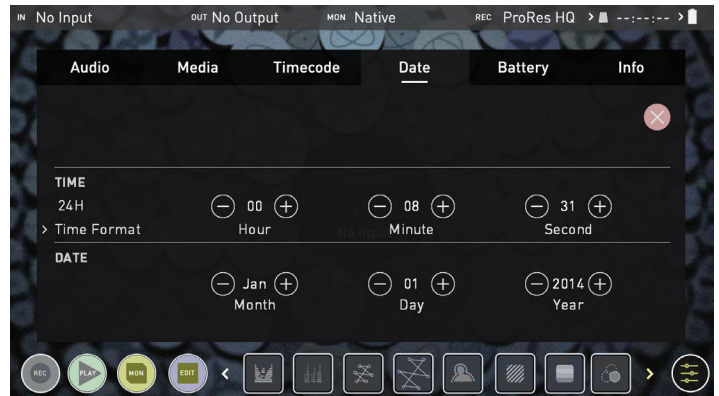 IN No Input OUT No Output MON Native REC ProRes HQ > --:--:-- >
Audio Media Timecode Date Battery Info
TIME
24H 00 08 31
> Time Format Hour Minute Second
No Input
DATE
Jan 01 2014
Month Day Year
REC PLAY MON EDIT < >